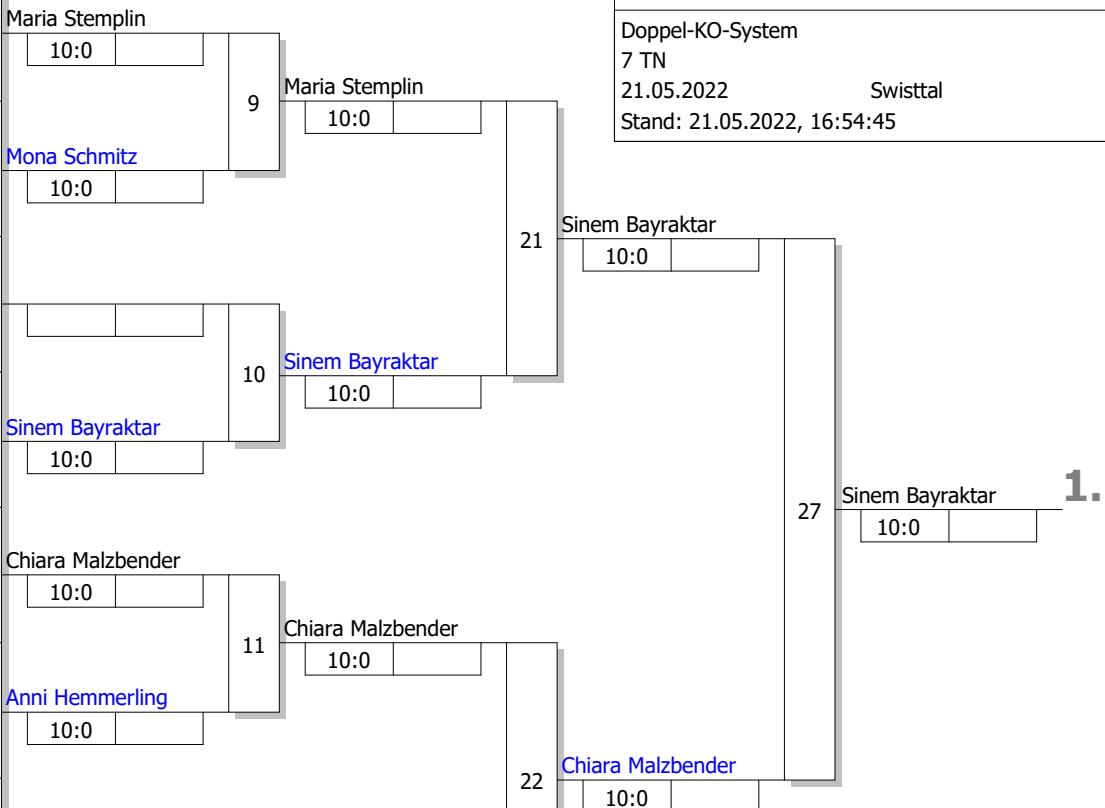 Doppel-KO-System
7 TN
21.05.2022 Swisttal
Stand: 21.05.2022, 16:54:45
Maria Stemplin
10:0
9
Maria Stemplin
10:0
Mona Schmitz
10:0
21
Sinem Bayraktar
10:0
10
Sinem Bayraktar
10:0
Sinem Bayraktar
10:0
27
Sinem Bayraktar
1.
10:0
Chiara Malzbender
10:0
11
Chiara Malzbender
10:0
Anni Hemmerling
10:0
22
Chiara Malzbender
10:0